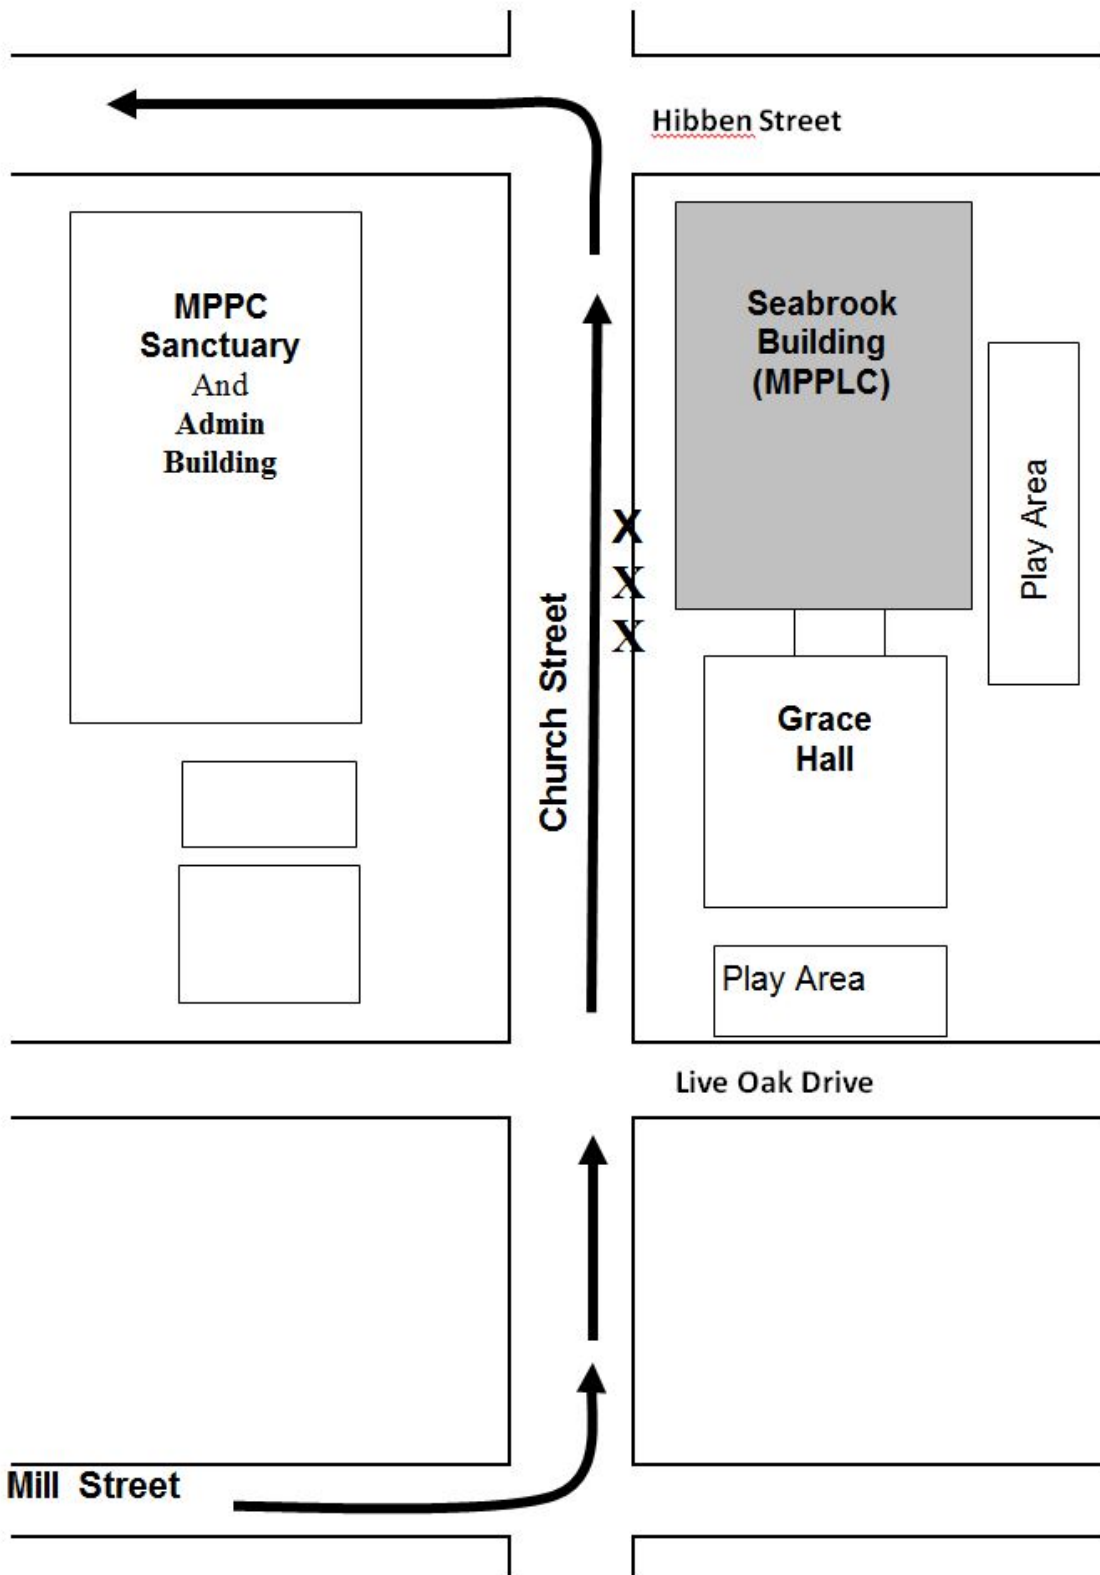 Hibben Street
MPPC
Sanctuary
And
Admin
Building
Seabrook
Building
(MPPLC)
Play Area
X
X
X
Church Street
Grace
Hall
Play Area
Live Oak Drive
Mill Street